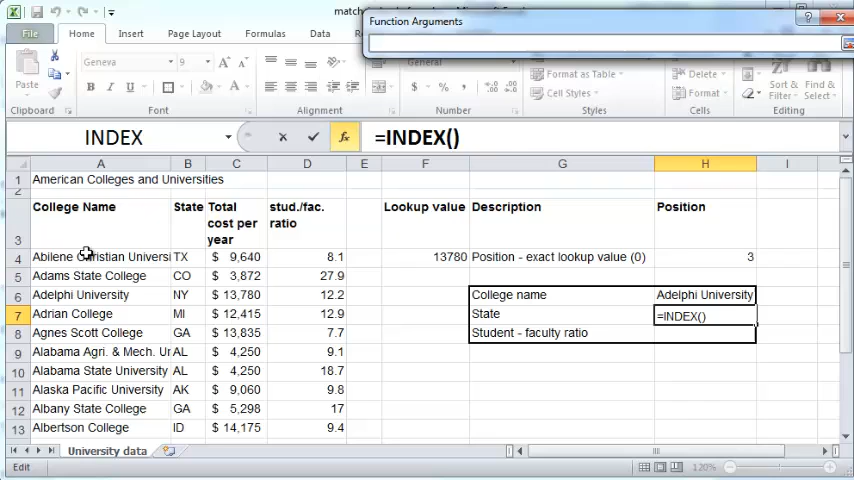 Function Arguments
File Home Insert Page Layout Formulas Data
Paste Geneva 9 A A General Format as Table Delete Sort & Find &
B I U A $ % , Cell Styles Format Filter Select
Clipboard Font Alignment Number Styles Cells Editing
INDEX fx =INDEX()
A B C D E F G H I
1 American Colleges and Universities
2
3 College Name State Total cost per year stud./fac. ratio Lookup value Description Position
4 Abilene Christian Universi TX $ 9,640 8.1 13780 Position - exact lookup value (0) 3
5 Adams State College CO $ 3,872 27.9
6 Adelphi University NY $ 13,780 12.2 College name Adelphi University
7 Adrian College MI $ 12,415 12.9 State =INDEX()
8 Agnes Scott College GA $ 13,835 7.7 Student - faculty ratio
9 Alabama Agri. & Mech. Ur AL $ 4,250 9.1
10 Alabama State University AL $ 4,250 18.7
11 Alaska Pacific University AK $ 9,060 9.8
12 Albany State College GA $ 5,298 17
13 Albertson College ID $ 14,175 9.4
University data
Edit 120%